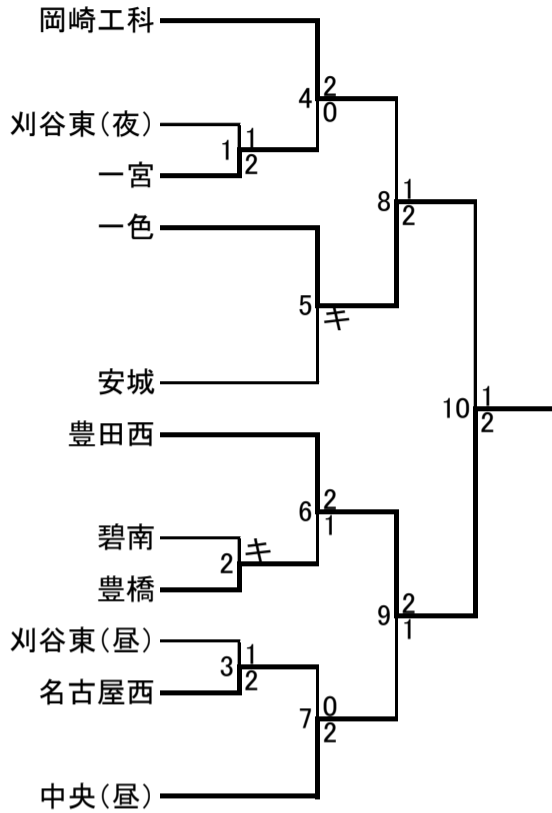 岡崎工科
4 2
0
刈谷東(夜)
1 1
2
一宮
8 1
2
一色
5 キ
安城
10 1
2
豊田西
6 2
1
碧南
2 キ
豊橋
9 2
1
刈谷東(昼)
3 1
2
名古屋西
7 0
2
中央(昼)